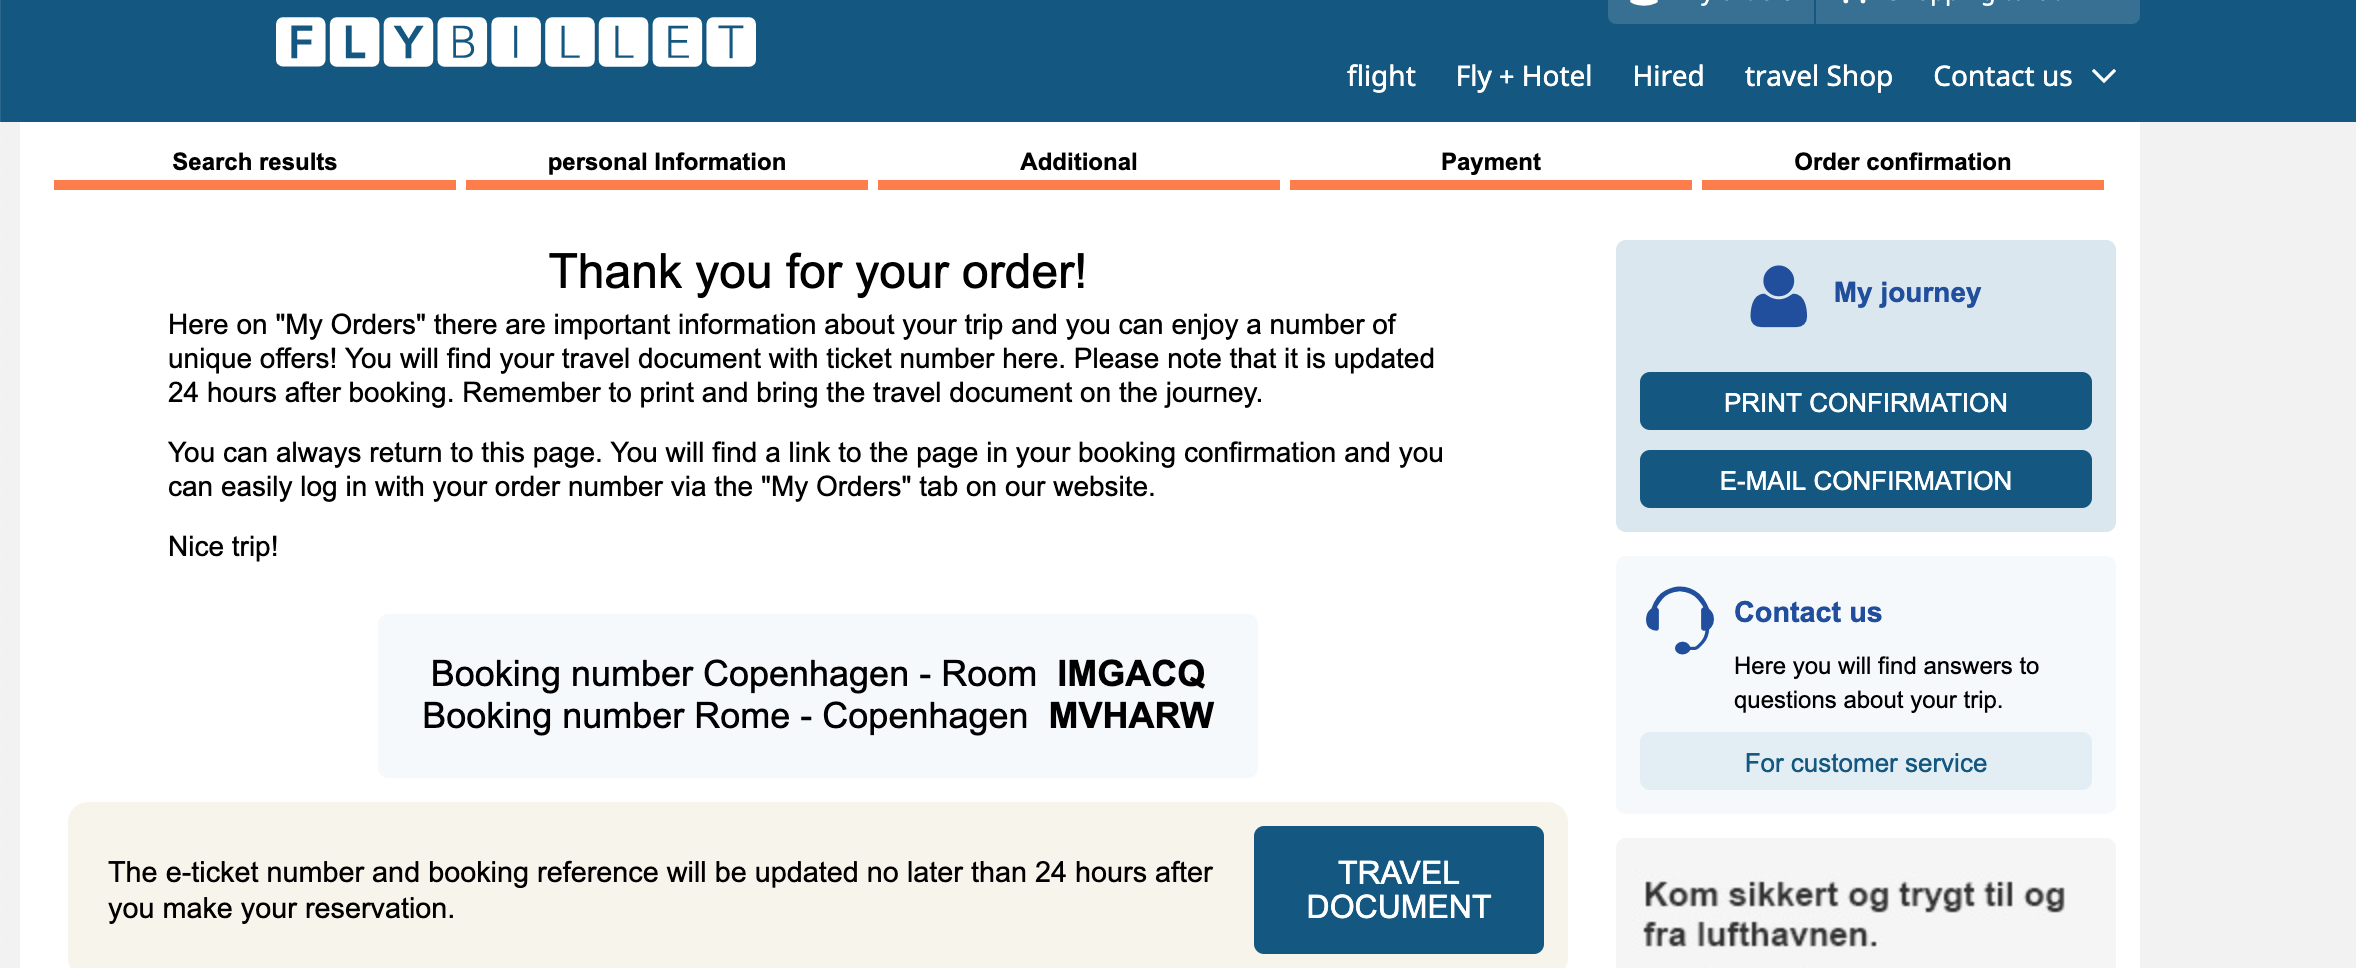 FLYBILLET
flight Fly + Hotel Hired travel Shop Contact us
Search results personal Information Additional Payment Order confirmation
Thank you for your order!
Here on "My Orders" there are important information about your trip and you can enjoy a number of
unique offers! You will find your travel document with ticket number here. Please note that it is updated
24 hours after booking. Remember to print and bring the travel document on the journey.
You can always return to this page. You will find a link to the page in your booking confirmation and you
can easily log in with your order number via the "My Orders" tab on our website.
Nice trip!
Booking number Copenhagen - Room IMGACQ
Booking number Rome - Copenhagen MVHARW
The e-ticket number and booking reference will be updated no later than 24 hours after
you make your reservation.
TRAVEL
DOCUMENT
My journey
PRINT CONFIRMATION
E-MAIL CONFIRMATION
Contact us
Here you will find answers to
questions about your trip.
For customer service
Kom sikkert og trygt til og
fra lufthavnen.